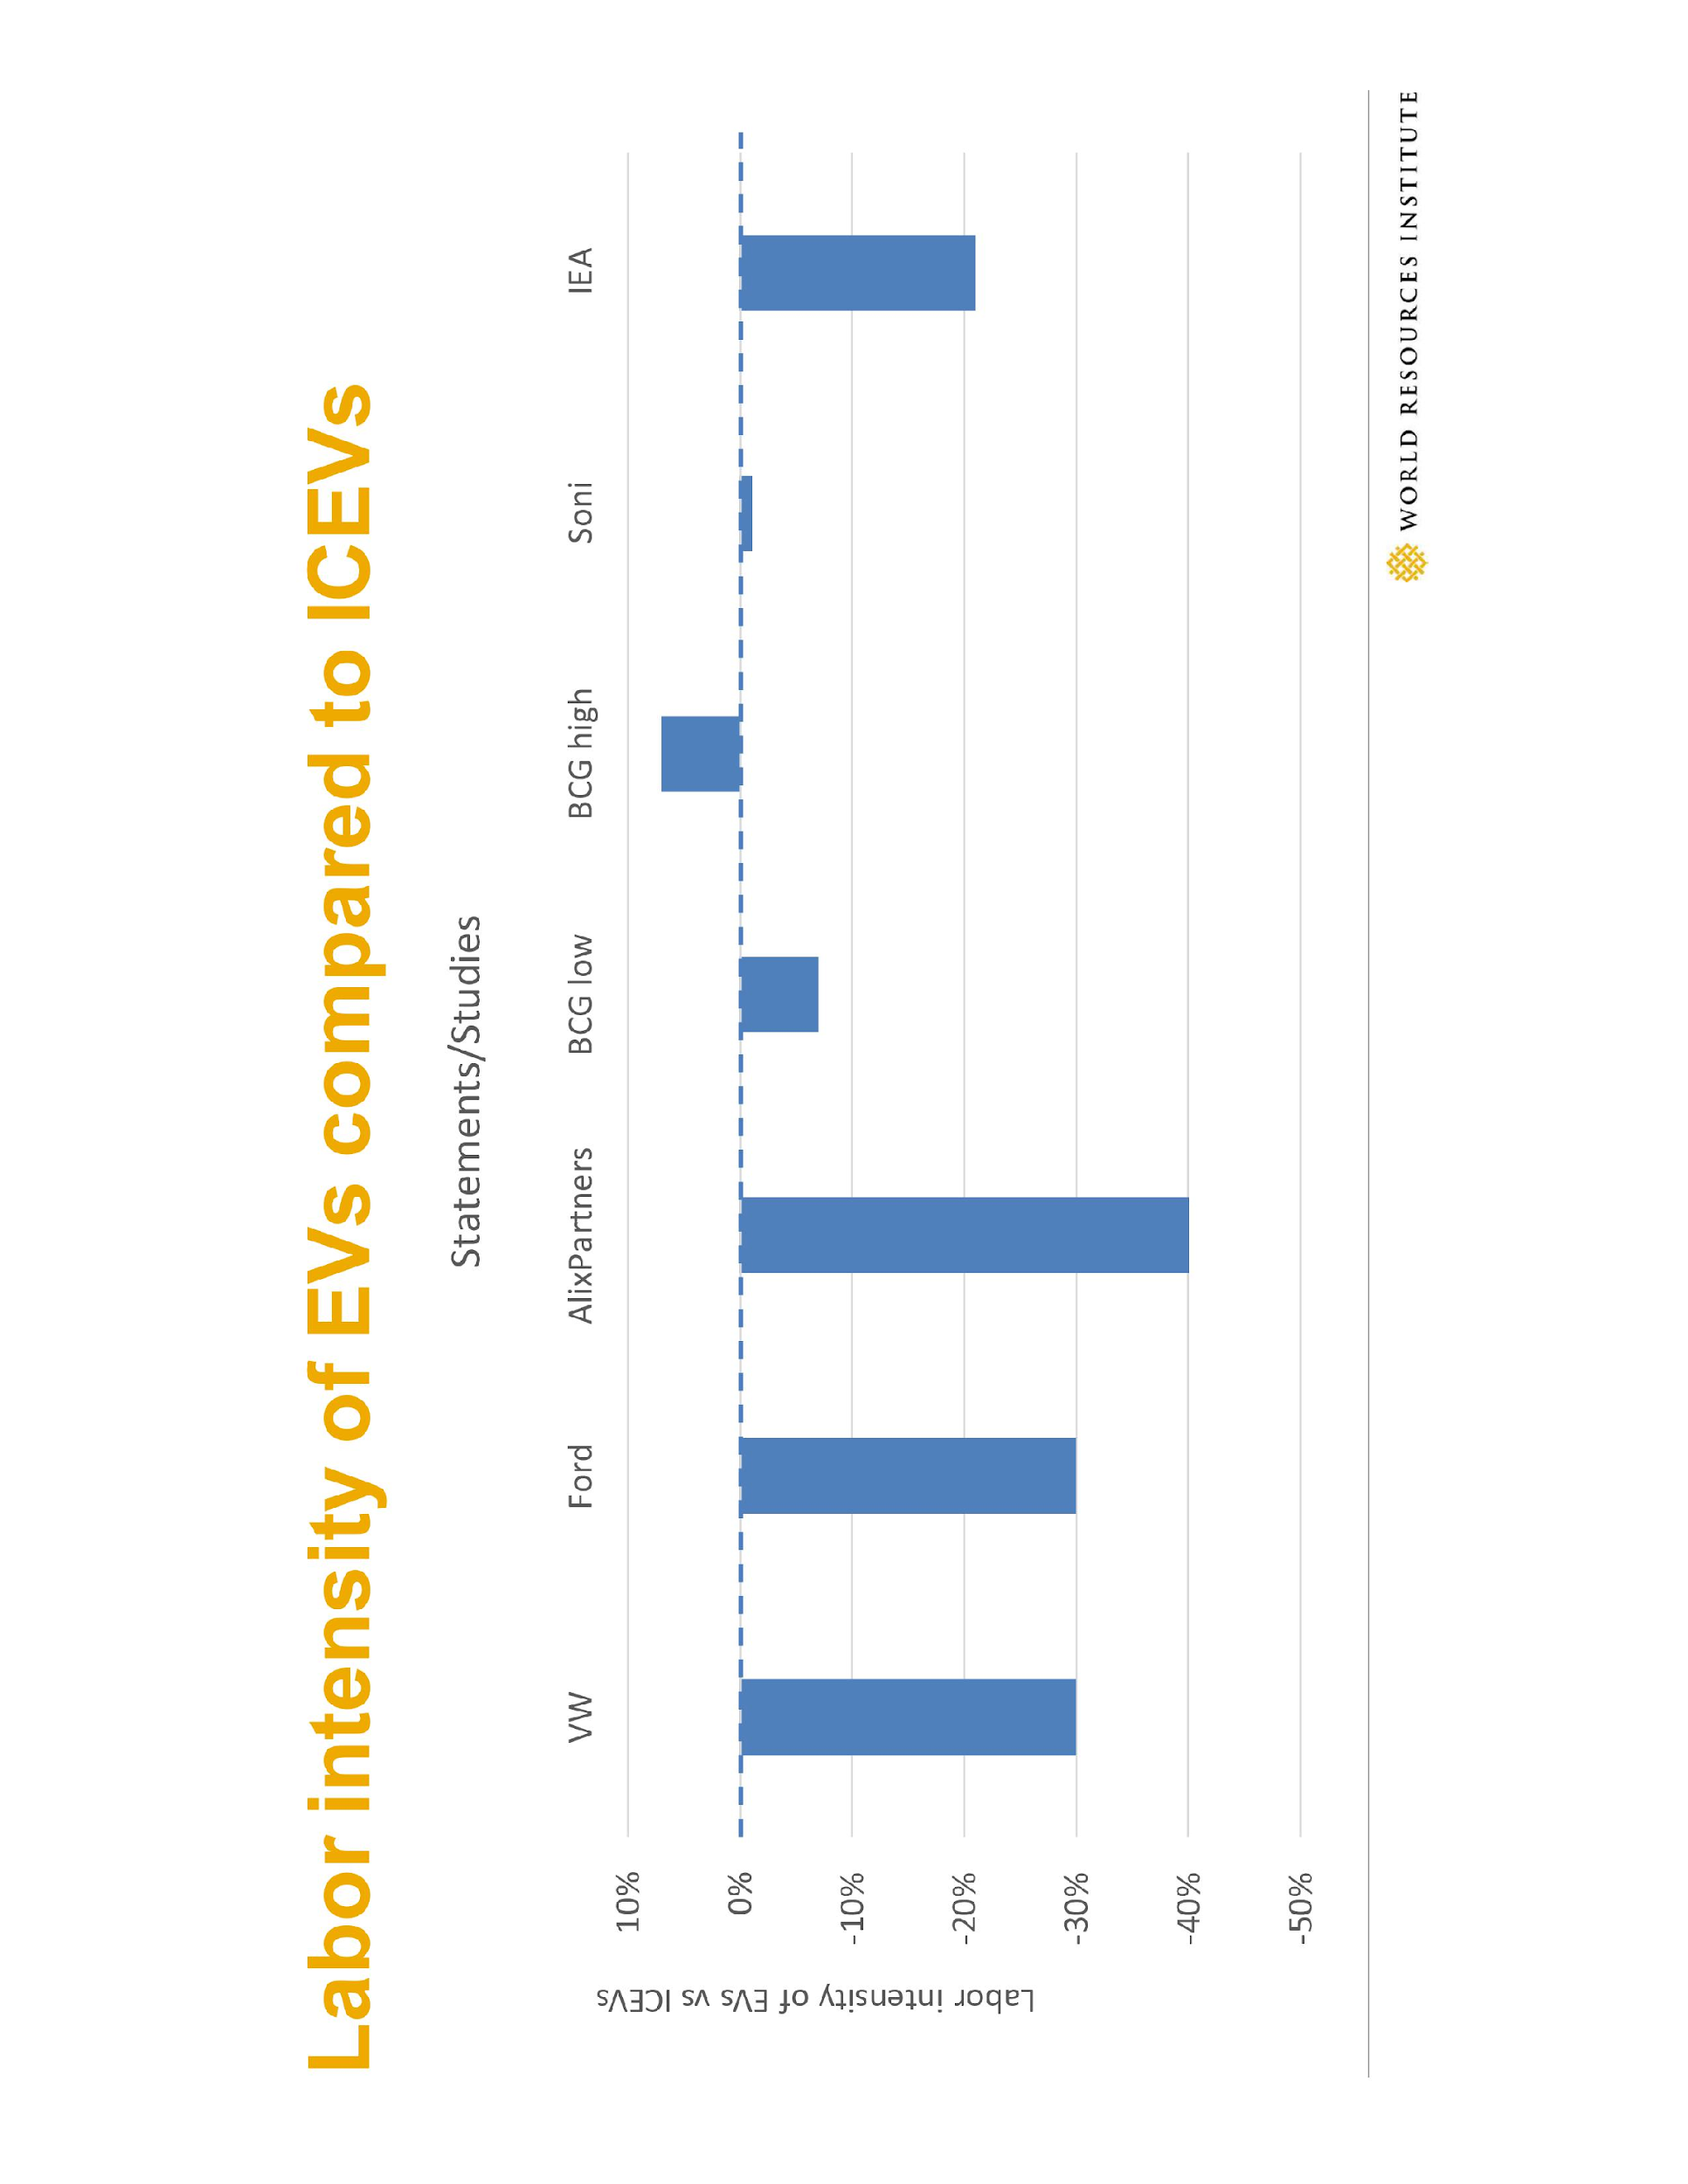 Labor intensity of EVs compared to ICEVs
Statements/Studies
VW
Ford
AlixPartners
BCG low
BCG high
Soni
IEA
10%
0%
-10%
-20%
-30%
-40%
-50%
Labor intensity of EVs vs ICEVs
WORLD RESOURCES INSTITUTE